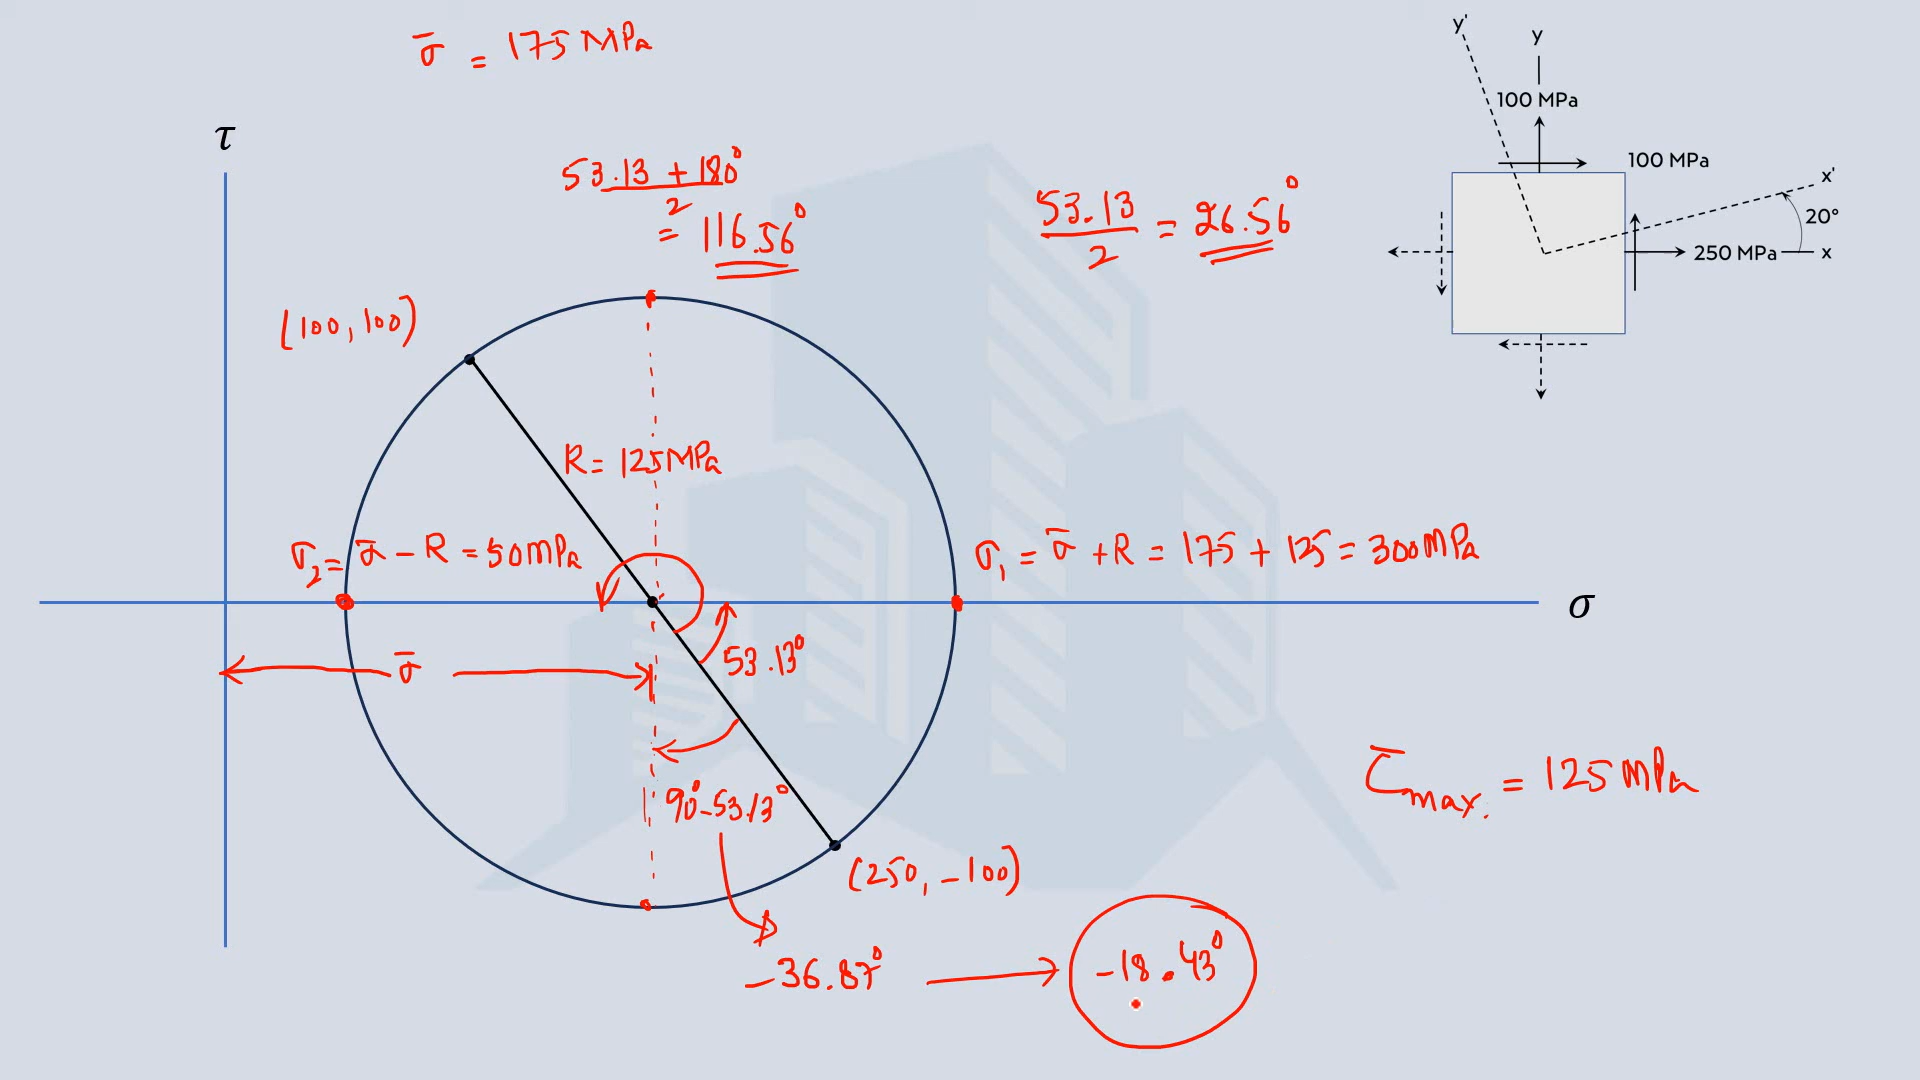 σ̄ = 175 MPa
y'
y
100 MPa
100 MPa
x'
20°
250 MPa
x
τ
53.13 + 180°
2
= 116.56°
53.13
2
= 26.56°
(100, 100)
R = 125 MPa
σ₂ = σ̄ - R = 50 MPa
σ₁ = σ̄ + R = 175 + 125 = 300 MPa
σ
σ̄
53.13°
90° - 53.13°
τmax. = 125 MPa
(250, -100)
-36.87°
-18.43°